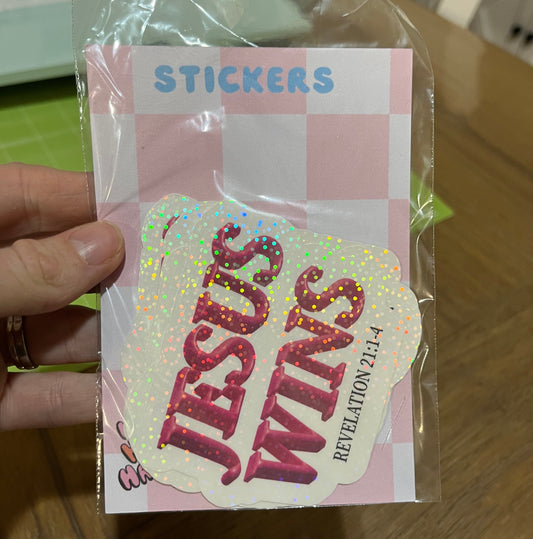 STICKERS
JESUS
WINS
REVELATION 21:1-4